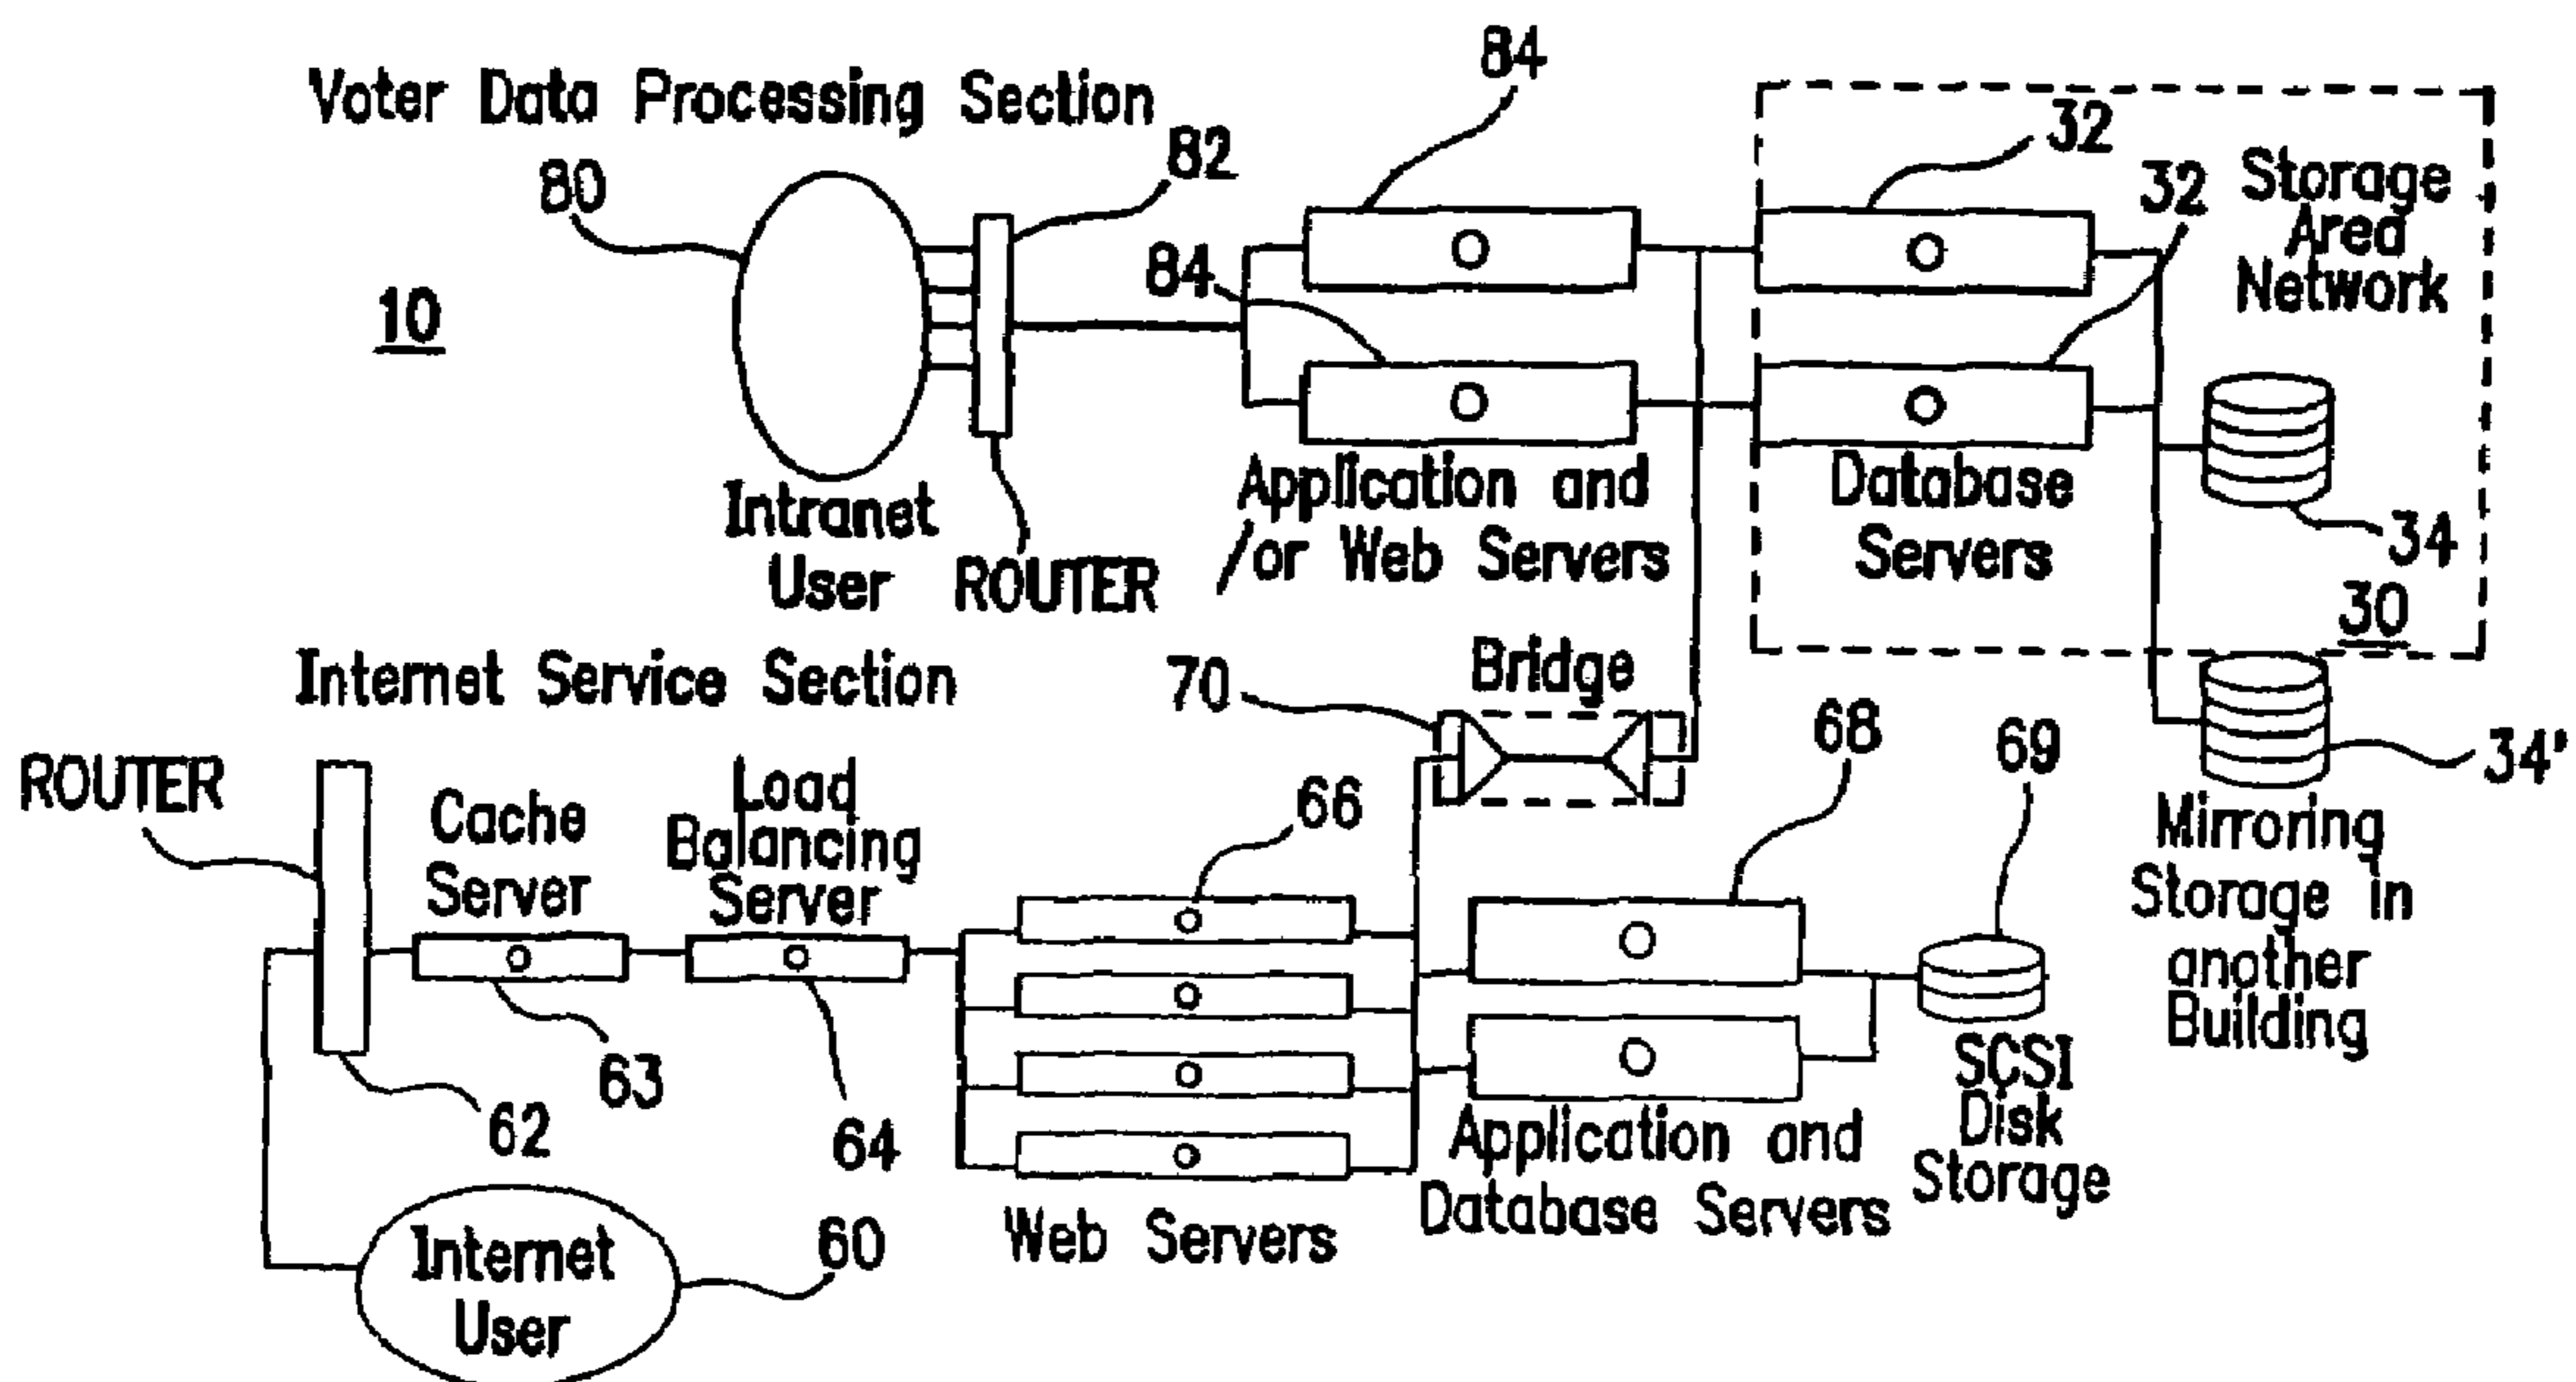 84
Voter Data Processing Section
82
32
80
32
Storage
Area
Network
84
10
Intranet
User
ROUTER
Application and
/or Web Servers
Database
Servers
34
30
Internet Service Section
70
Bridge
68
69
34'
ROUTER
Cache
Server
Load
Balancing
Server
66
Mirroring
Storage in
another
Building
63
62
64
SCSI
Disk
Storage
Application and
Database Servers
Web Servers
60
Internet
User